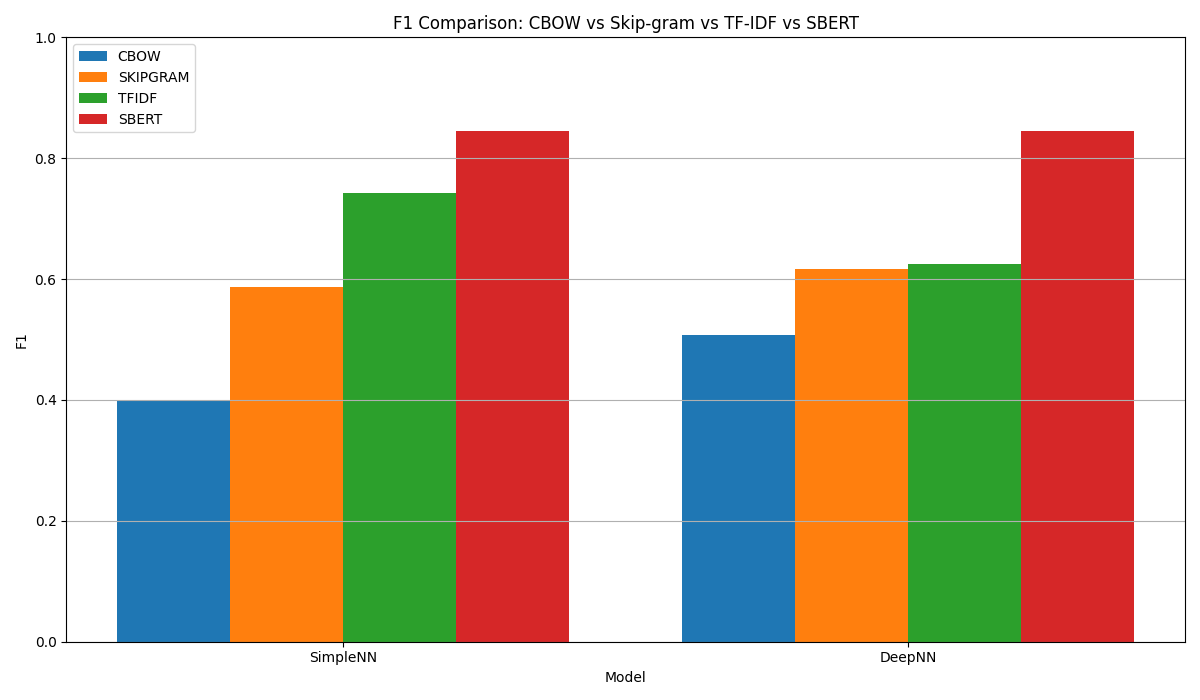 F1 Comparison: CBOW vs Skip-gram vs TF-IDF vs SBERT
CBOW
SKIPGRAM
TFIDF
SBERT
1.0
0.8
0.6
0.4
0.2
0.0
F1
SimpleNN
DeepNN
Model